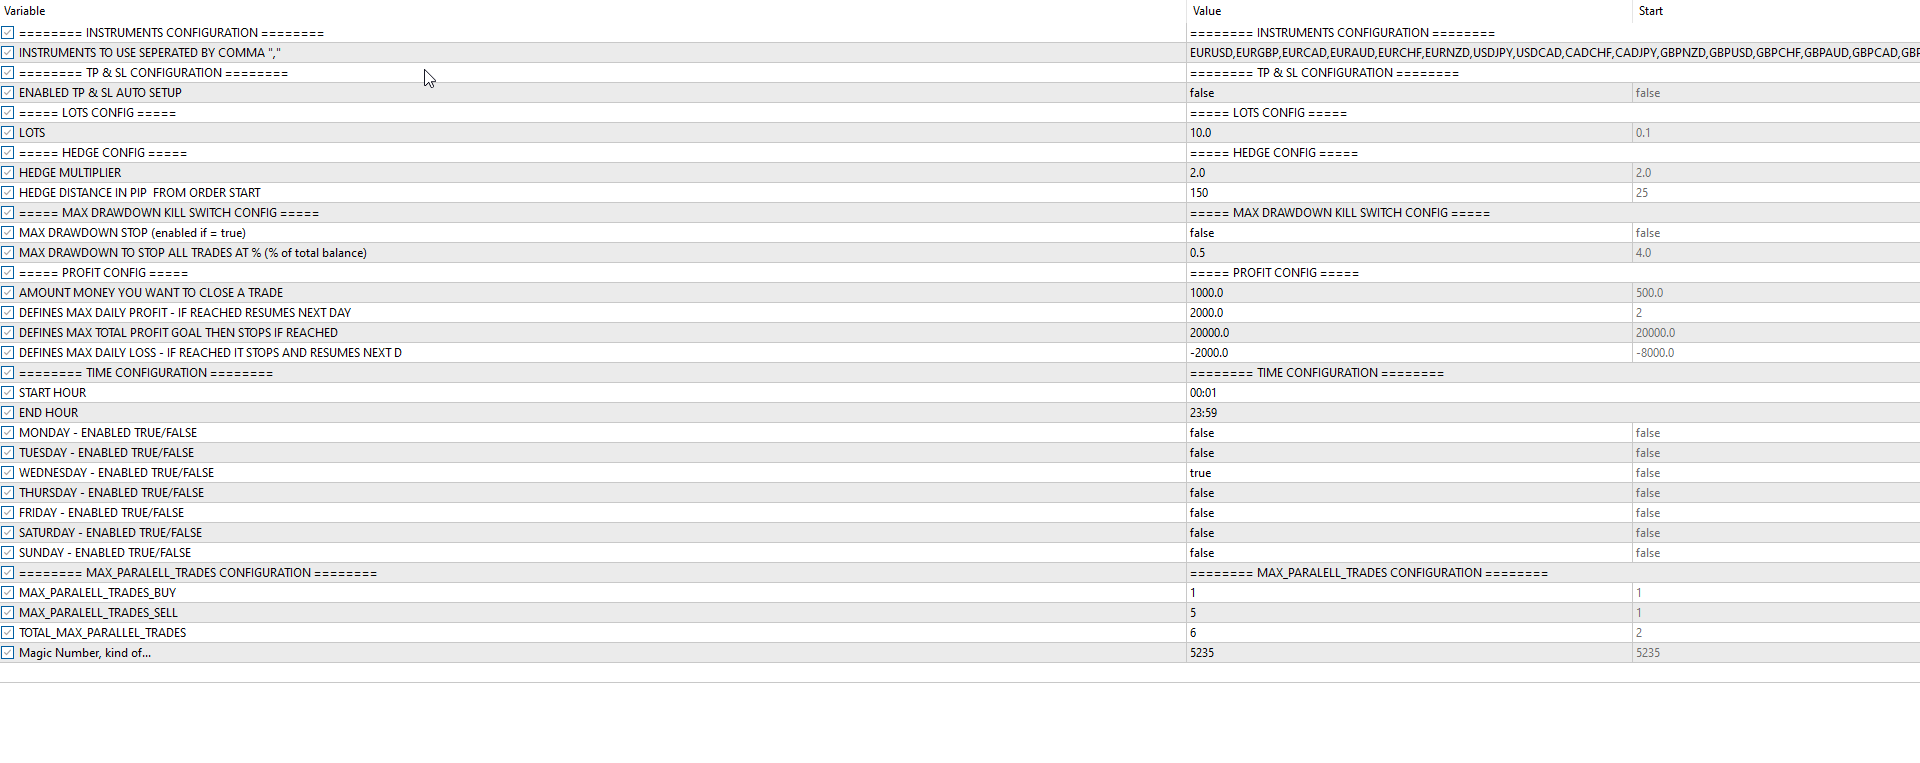 Variable Value Start
======== INSTRUMENTS CONFIGURATION ======== ======== INSTRUMENTS CONFIGURATION ========
INSTRUMENTS TO USE SEPERATED BY COMMA "," EURUSD,EURGBP,EURCAD,EURAUD,EURCHF,EURNZD,USDJPY,USDCAD,CADCHF,CADJPY,GBPNZD,GBPUSD,GBPCHF,GBPAUD,GBPCAD,GBP
======== TP & SL CONFIGURATION ======== ======== TP & SL CONFIGURATION ========
ENABLED TP & SL AUTO SETUP false false
===== LOTS CONFIG ===== ===== LOTS CONFIG =====
LOTS 10.0 0.1
===== HEDGE CONFIG ===== ===== HEDGE CONFIG =====
HEDGE MULTIPLIER 2.0 2.0
HEDGE DISTANCE IN PIP  FROM ORDER START 150 25
===== MAX DRAWDOWN KILL SWITCH CONFIG ===== ===== MAX DRAWDOWN KILL SWITCH CONFIG =====
MAX DRAWDOWN STOP (enabled if = true) false false
MAX DRAWDOWN TO STOP ALL TRADES AT % (% of total balance) 0.5 4.0
===== PROFIT CONFIG ===== ===== PROFIT CONFIG =====
AMOUNT MONEY YOU WANT TO CLOSE A TRADE 1000.0 500.0
DEFINES MAX DAILY PROFIT - IF REACHED RESUMES NEXT DAY 2000.0 2
DEFINES MAX TOTAL PROFIT GOAL THEN STOPS IF REACHED 20000.0 20000.0
DEFINES MAX DAILY LOSS - IF REACHED IT STOPS AND RESUMES NEXT D -2000.0 -8000.0
======== TIME CONFIGURATION ======== ======== TIME CONFIGURATION ========
START HOUR 00:01
END HOUR 23:59
MONDAY - ENABLED TRUE/FALSE false false
TUESDAY - ENABLED TRUE/FALSE false false
WEDNESDAY - ENABLED TRUE/FALSE true false
THURSDAY - ENABLED TRUE/FALSE false false
FRIDAY - ENABLED TRUE/FALSE false false
SATURDAY - ENABLED TRUE/FALSE false false
SUNDAY - ENABLED TRUE/FALSE false false
======== MAX_PARALELL_TRADES CONFIGURATION ======== ======== MAX_PARALELL_TRADES CONFIGURATION ========
MAX_PARALELL_TRADES_BUY 1 1
MAX_PARALELL_TRADES_SELL 5 1
TOTAL_MAX_PARALLEL_TRADES 6 2
Magic Number, kind of... 5235 5235